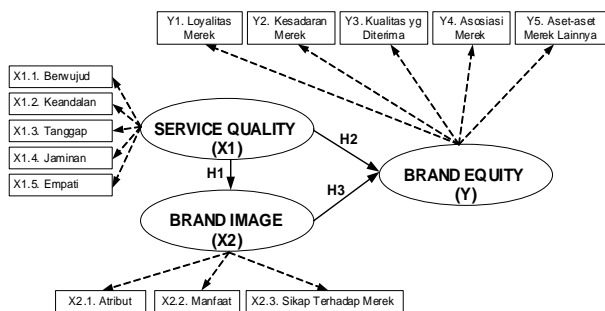 Y1. Loyalitas
Merek
Y2. Kesadaran
Merek
Y3. Kualitas yg
Diterima
Y4. Asosiasi
Merek
Y5. Aset-aset
Merek Lainnya
X1.1. Berwujud
X1.2. Keandalan
X1.3. Tanggap
X1.4. Jaminan
X1.5. Empati
SERVICE QUALITY
(X1)
H2
H1
H3
BRAND EQUITY
(Y)
BRAND IMAGE
(X2)
X2.1. Atribut
X2.2. Manfaat
X2.3. Sikap Terhadap Merek